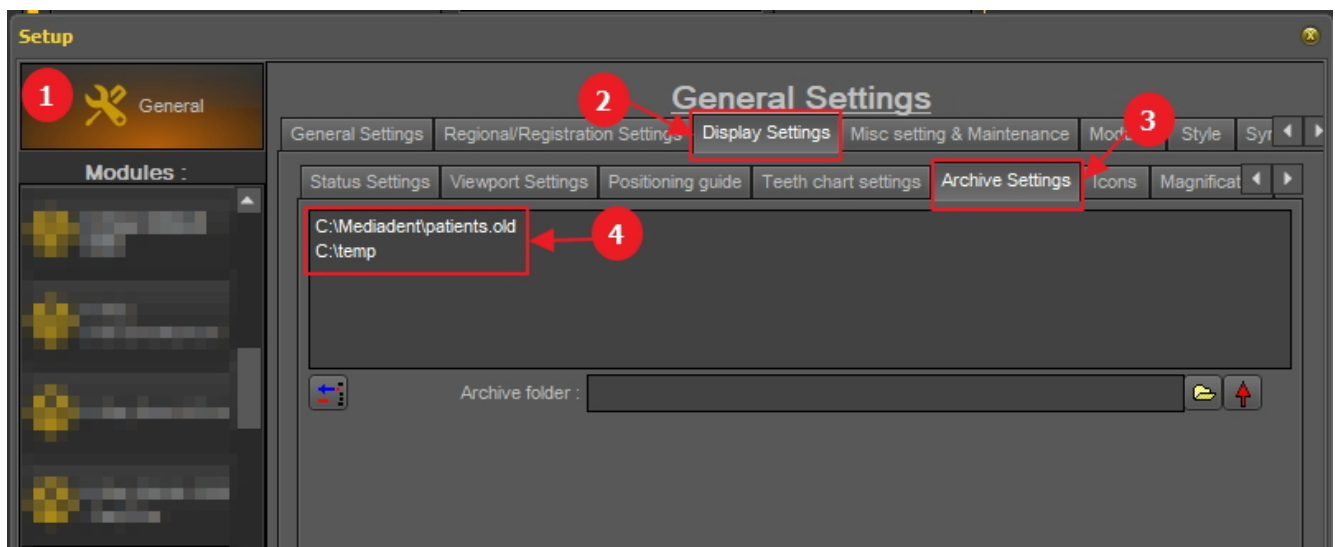 Setup
1 General
2 General Settings
General Settings Regional/Registration Settings Display Settings Misc setting & Maintenance 3 Style
Modules :
Status Settings Viewport Settings Positioning guide Teeth chart settings Archive Settings Icons Magnificat
C:\Mediadent\patients.old
4
C:\temp
Archive folder :